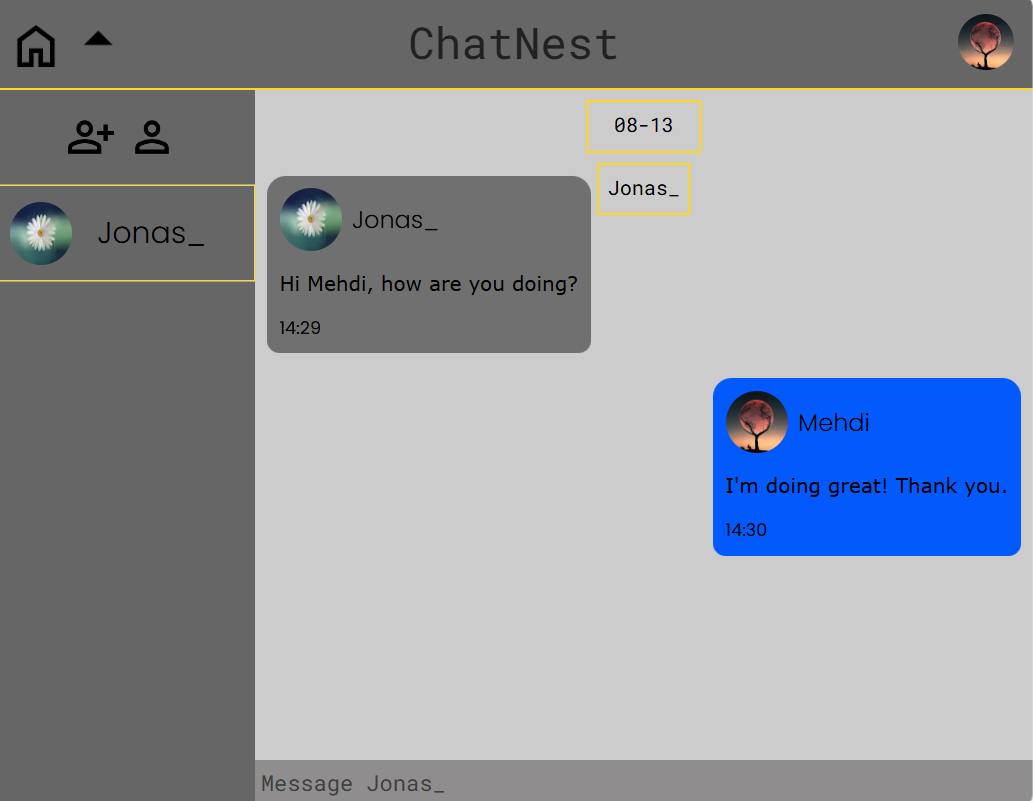 ChatNest
Jonas_
08-13
Jonas_
Jonas_
Hi Mehdi, how are you doing?
14:29
Mehdi
I'm doing great! Thank you.
14:30
Message Jonas_